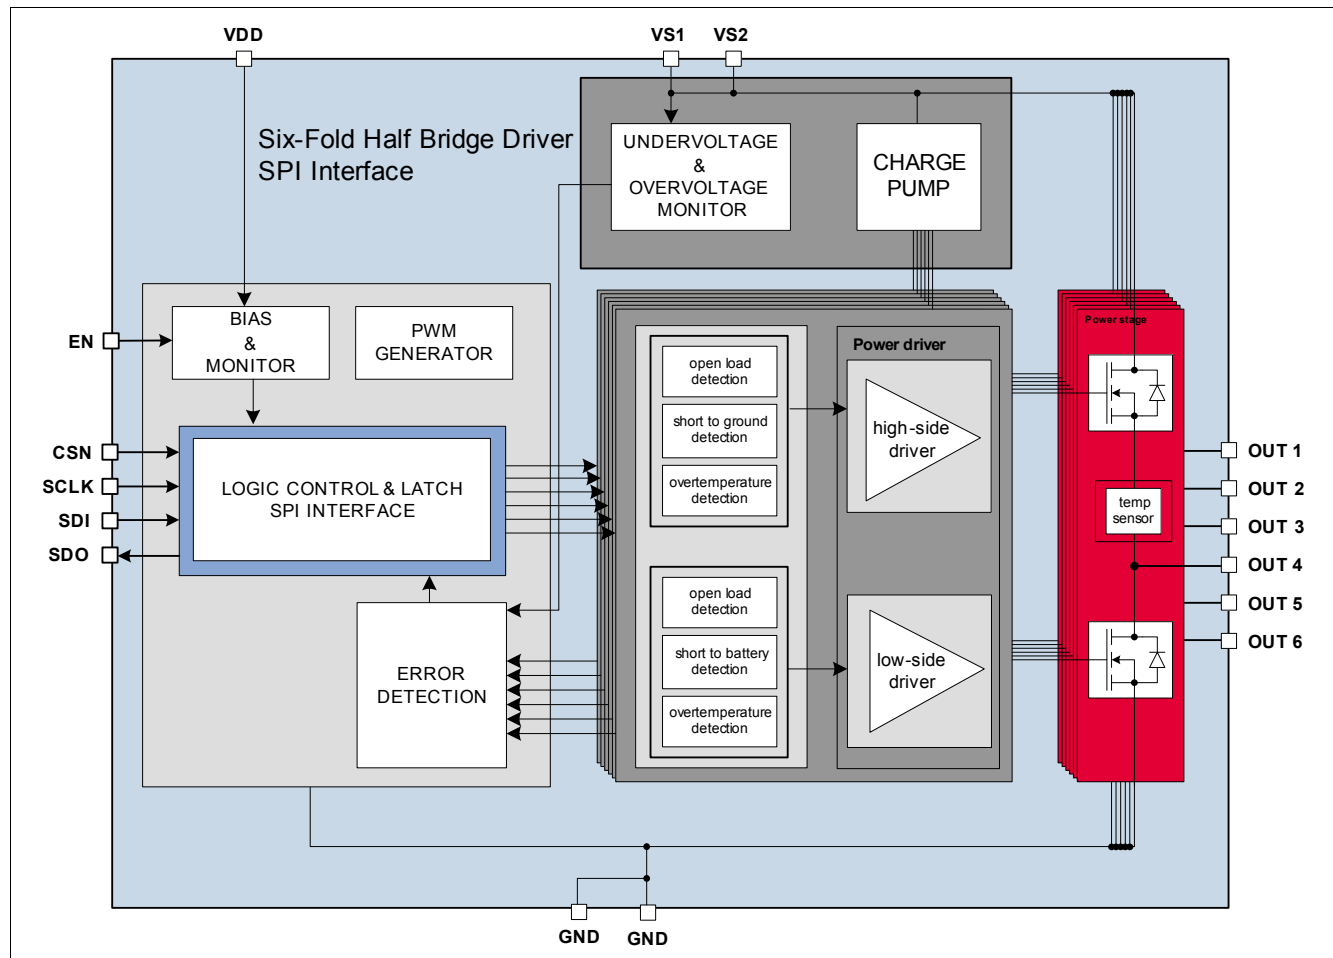 VDD
VS1
VS2
Six-Fold Half Bridge Driver
SPI Interface
UNDERVOLTAGE
&
OVERVOLTAGE
MONITOR
CHARGE
PUMP
EN
BIAS
&
MONITOR
PWM
GENERATOR
CSN
SCLK
SDI
SDO
LOGIC CONTROL & LATCH
SPI INTERFACE
ERROR
DETECTION
open load
detection
short to ground
detection
overtemperature
detection
open load
detection
short to battery
detection
overtemperature
detection
Power driver
high-side
driver
low-side
driver
Power stage
temp
sensor
OUT 1
OUT 2
OUT 3
OUT 4
OUT 5
OUT 6
GND
GND